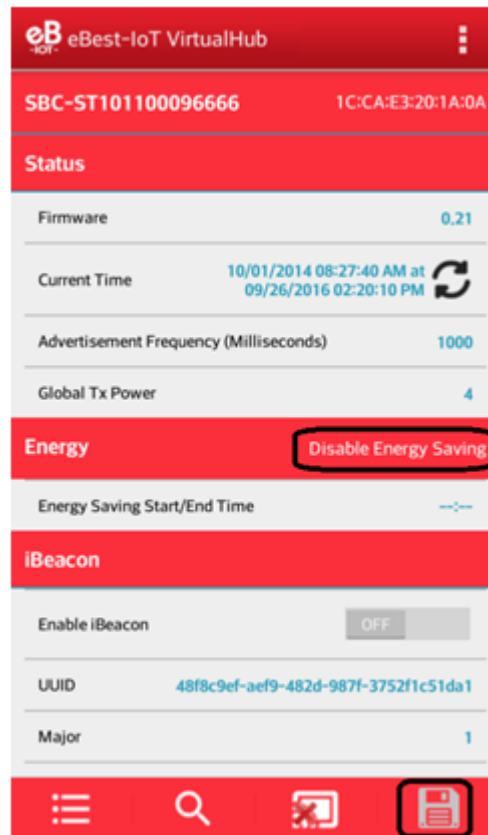 eB
-IOT-
eBest-IoT VirtualHub
SBC-ST101100096666 1C:CA:E3:20:1A:0A
Status
Firmware 0.21
Current Time 10/01/2014 08:27:40 AM at
09/26/2016 02:20:10 PM
Advertisement Frequency (Milliseconds) 1000
Global Tx Power 4
Energy Disable Energy Saving
Energy Saving Start/End Time --:--
iBeacon
Enable iBeacon OFF
UUID 48f8c9ef-aef9-482d-987f-3752f1c51da1
Major 1